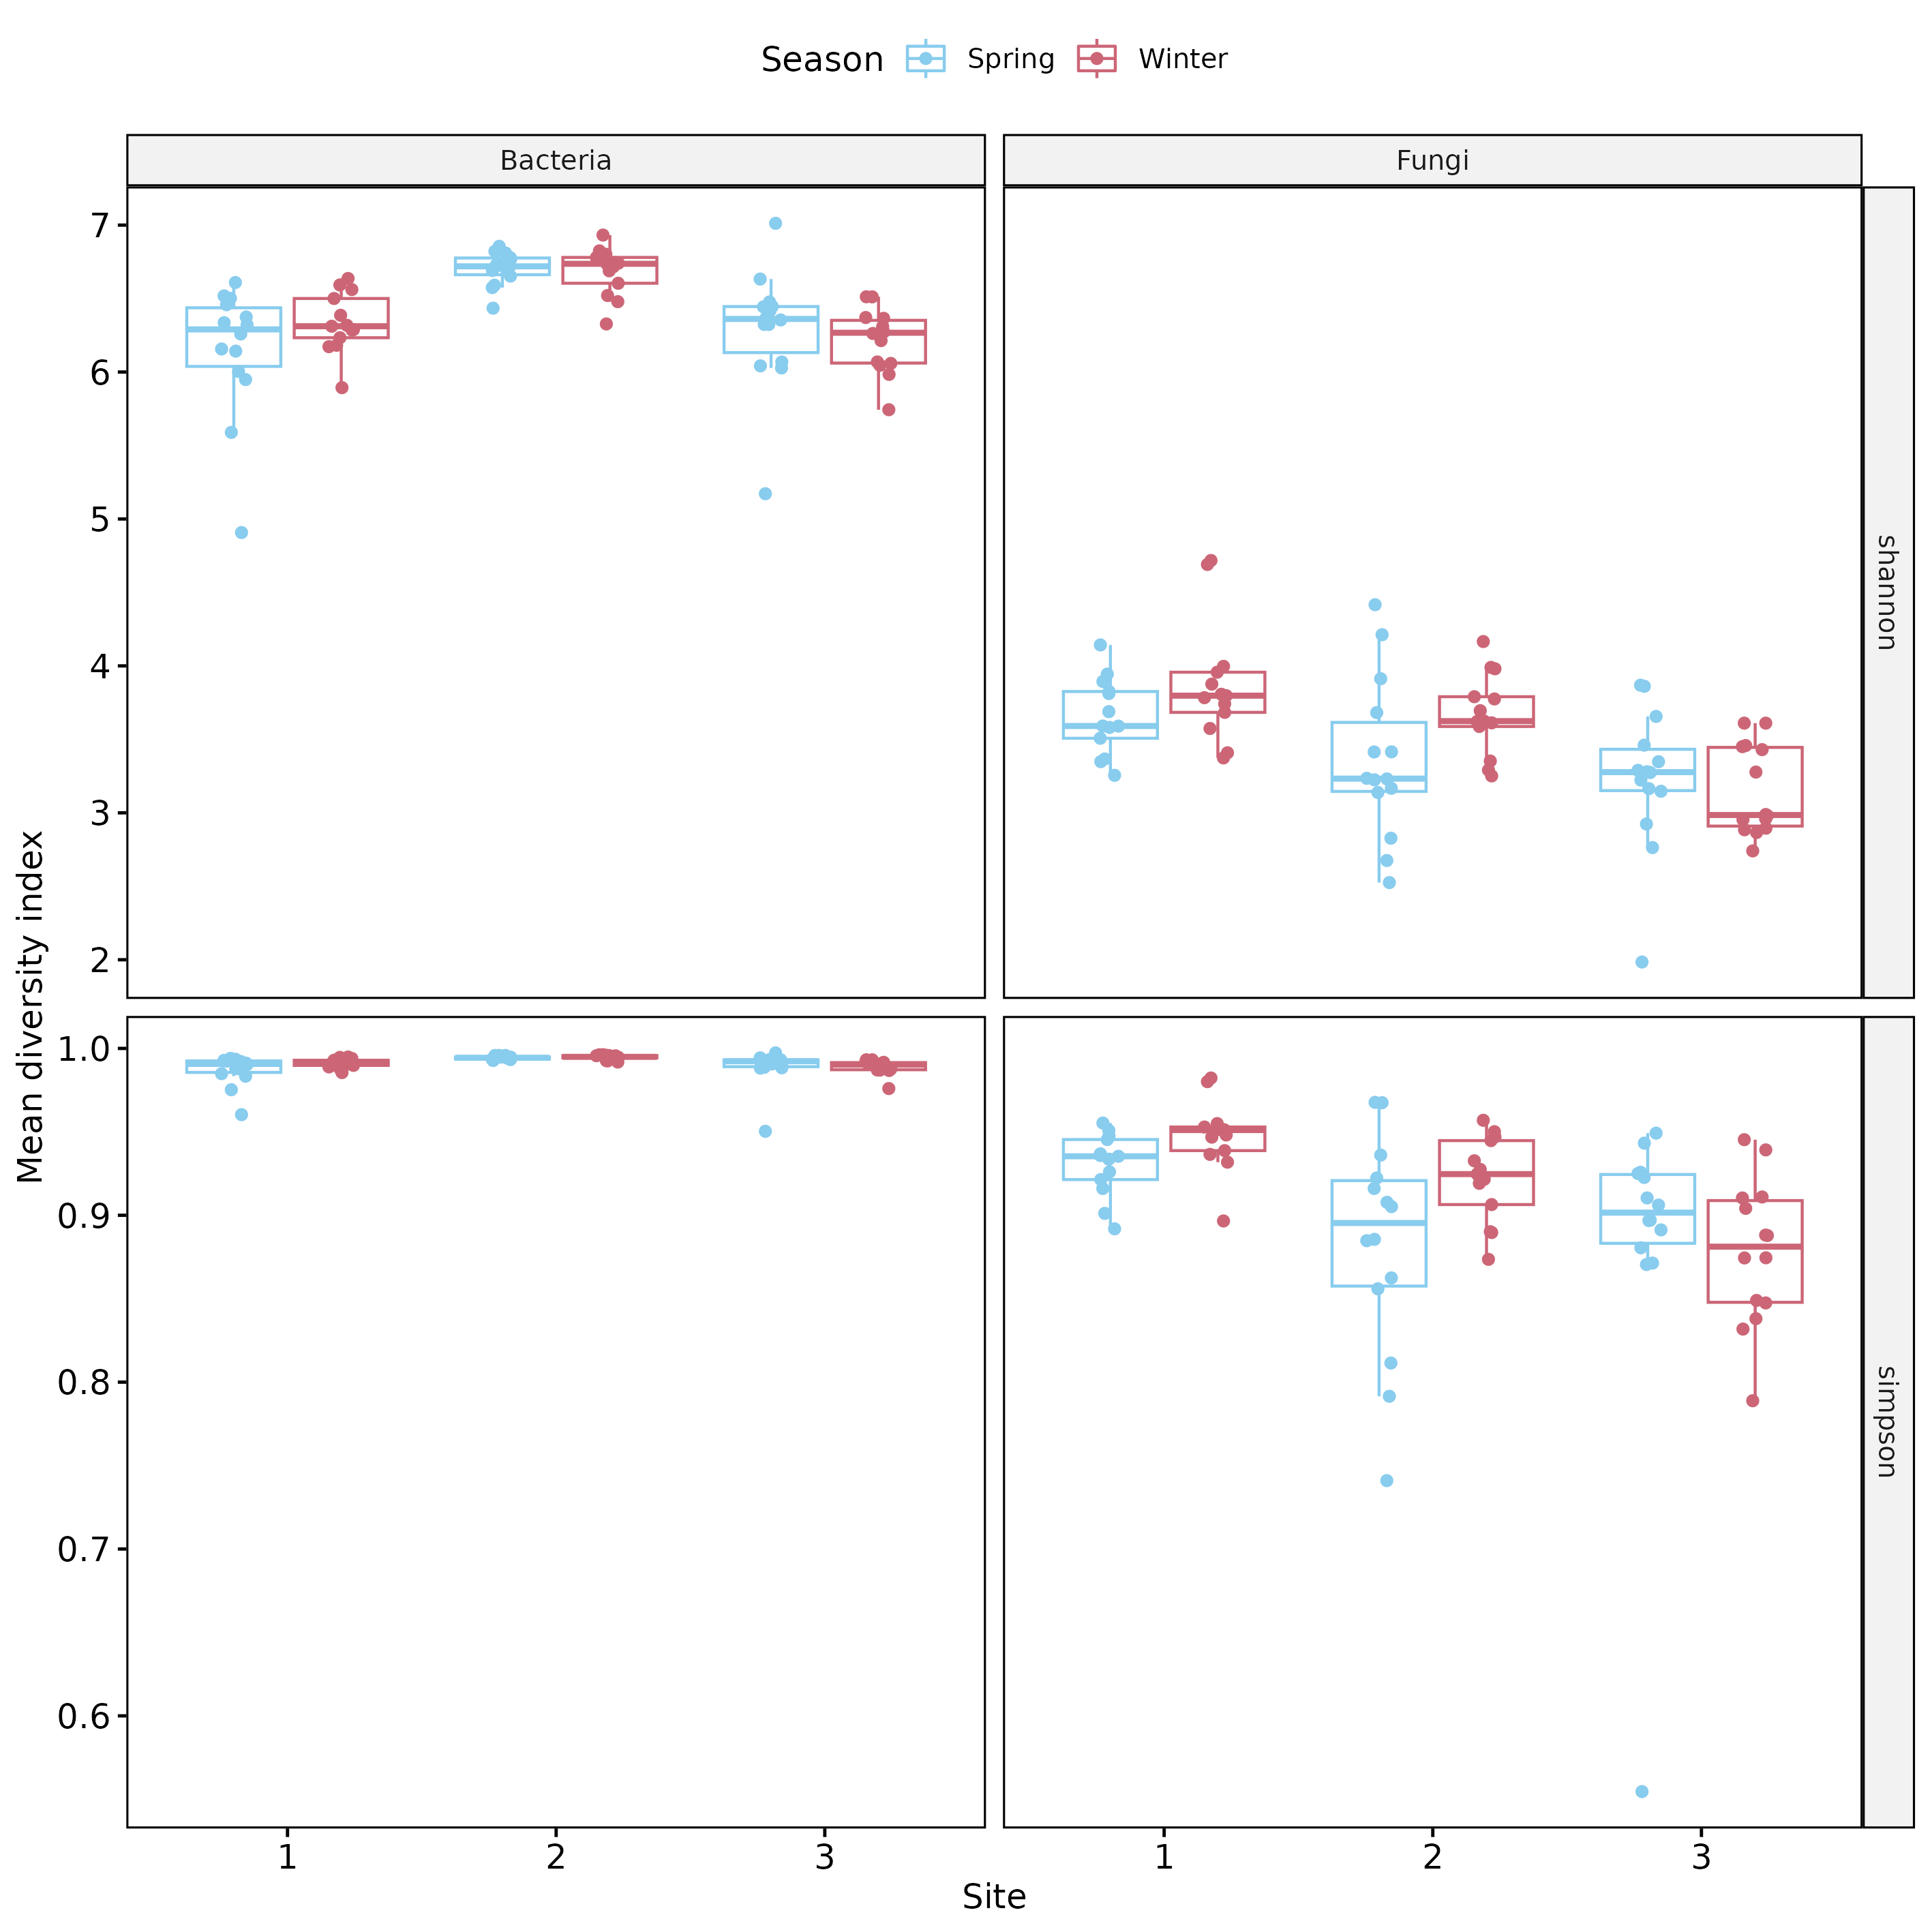 Season Spring Winter
Bacteria Fungi
7
6
5
4
3
2
shannon
1.0
0.9
0.8
0.7
0.6
simpson
Mean diversity index
1 2 3 1 2 3
Site